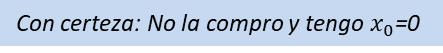 Con certeza: No la compro y tengo x₀=0